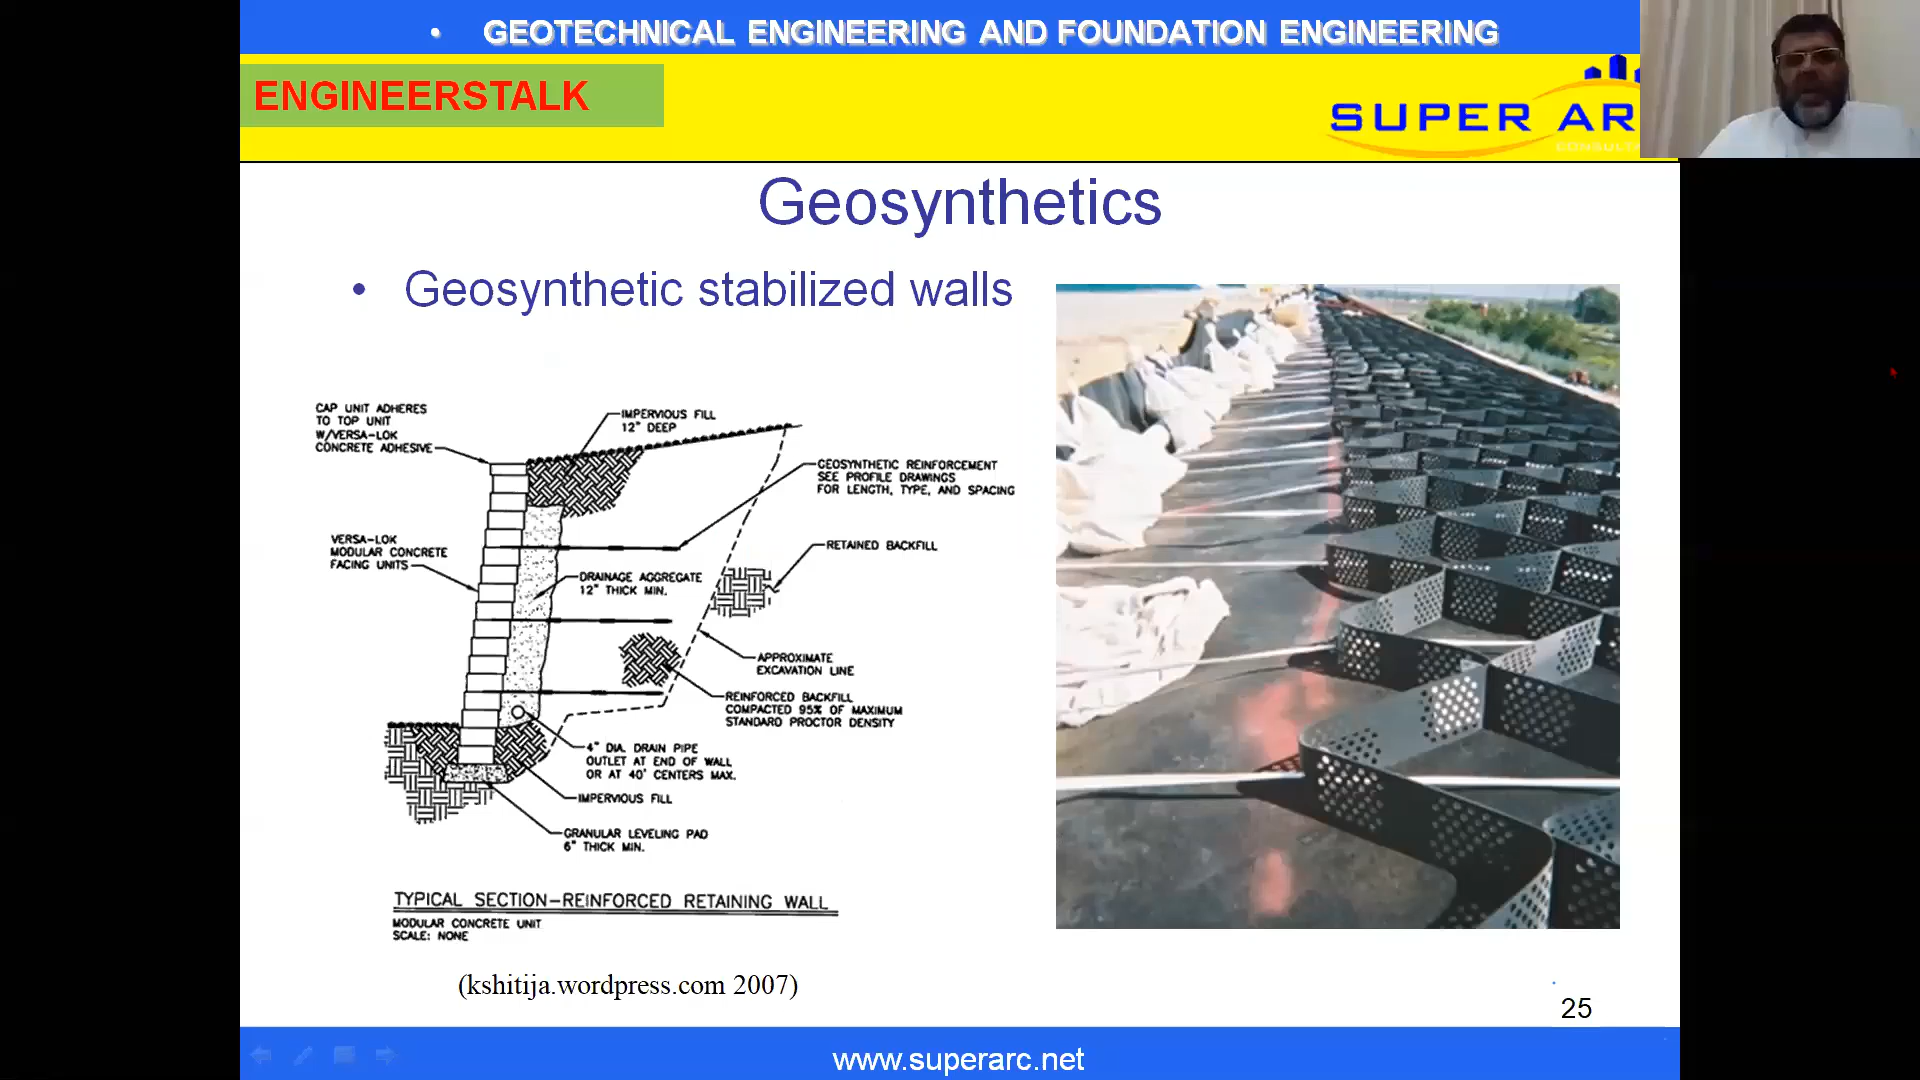 • GEOTECHNICAL ENGINEERING AND FOUNDATION ENGINEERING
ENGINEERSTALK
SUPER AR
CONSULT
Geosynthetics
• Geosynthetic stabilized walls
CAP UNIT ADHERES
TO TOP UNIT
W/VERSA-LOK
CONCRETE ADHESIVE
IMPERVIOUS FILL
12" DEEP
GEOSYNTHETIC REINFORCEMENT
SEE PROFILE DRAWINGS
FOR LENGTH, TYPE, AND SPACING
VERSA-LOK
MODULAR CONCRETE
FACING UNITS
RETAINED BACKFILL
DRAINAGE AGGREGATE
12" THICK MIN.
APPROXIMATE
EXCAVATION LINE
REINFORCED BACKFILL
COMPACTED 95% OF MAXIMUM
STANDARD PROCTOR DENSITY
4" DIA. DRAIN PIPE
OUTLET AT END OF WALL
OR AT 40' CENTERS MAX.
IMPERVIOUS FILL
GRANULAR LEVELING PAD
6" THICK MIN.
TYPICAL SECTION-REINFORCED RETAINING WALL
MODULAR CONCRETE UNIT
SCALE: NONE
(kshitija.wordpress.com 2007)
25
www.superarc.net